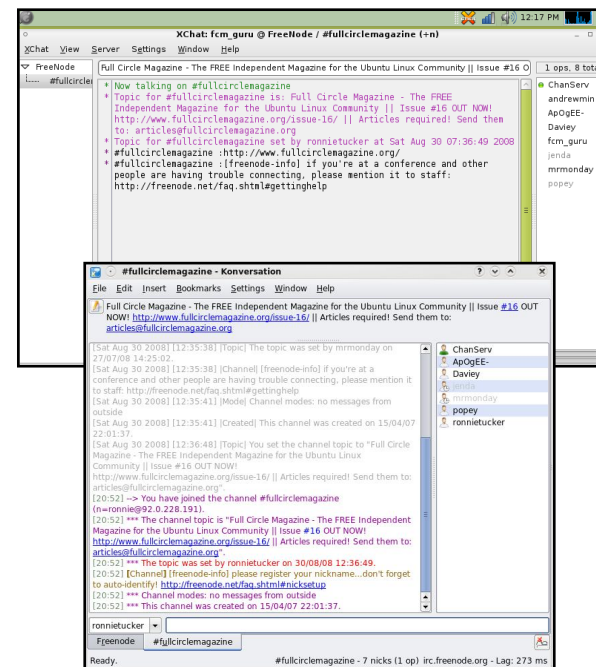 12:17 PM
XChat: fcm_guru @ FreeNode / #fullcirclemagazine (+n)
XChat View Server Settings Window Help
FreeNode
#fullcircler
Full Circle Magazine - The FREE Independent Magazine for the Ubuntu Linux Community || Issue #16 O
1 ops, 8 tota
* Now talking on #fullcirclemagazine
* Topic for #fullcirclemagazine is: Full Circle Magazine - The FREE
Independent Magazine for the Ubuntu Linux Community || Issue #16 OUT NOW!
http://www.fullcirclemagazine.org/issue-16/ || Articles required! Send them
to: articles@fullcirclemagazine.org
* Topic for #fullcirclemagazine set by ronnietucker at Sat Aug 30 07:36:49 2008
* #fullcirclemagazine :http://www.fullcirclemagazine.org/
* #fullcirclemagazine :[freenode-info] if you're at a conference and other
people are having trouble connecting, please mention it to staff:
http://freenode.net/faq.shtml#gettinghelp
ChanServ
andrewmin
ApOgEE-
Daviey
fcm_guru
jenda
mrmonday
popey
#fullcirclemagazine - Konversation
File Edit Insert Bookmarks Settings Window Help
Full Circle Magazine - The FREE Independent Magazine for the Ubuntu Linux Community || Issue #16 OUT
NOW! http://www.fullcirclemagazine.org/issue-16/ || Articles required! Send them to:
articles@fullcirclemagazine.org
[Sat Aug 30 2008] [12:35:38] |Topic| The topic was set by mrmonday on
27/07/08 14:25:02.
[Sat Aug 30 2008] [12:35:38] |Channel| [freenode-info] if you're at a
conference and other people are having trouble connecting, please mention it
to staff: http://freenode.net/faq.shtml#gettinghelp
[Sat Aug 30 2008] [12:35:41] |Mode| Channel modes: no messages from
outside
[Sat Aug 30 2008] [12:35:41] |Created| This channel was created on 15/04/07
22:01:37.
[Sat Aug 30 2008] [12:36:48] |Topic| You set the channel topic to "Full Circle
Magazine - The FREE Independent Magazine for the Ubuntu Linux
Community || Issue #16 OUT NOW!
http://www.fullcirclemagazine.org/issue-16/ || Articles required! Send them to:
articles@fullcirclemagazine.org".
[20:52] --> You have joined the channel #fullcirclemagazine
(n=ronnie@92.0.228.191).
[20:52] *** The channel topic is "Full Circle Magazine - The FREE Independent
Magazine for the Ubuntu Linux Community || Issue #16 OUT NOW!
http://www.fullcirclemagazine.org/issue-16/ || Articles required! Send them to:
articles@fullcirclemagazine.org".
[20:52] *** The topic was set by ronnietucker on 30/08/08 12:36:49.
[20:52] [Channel] [freenode-info] please register your nickname...don't forget
to auto-identify! http://freenode.net/faq.shtml#nicksetup
[20:52] *** Channel modes: no messages from outside
[20:52] *** This channel was created on 15/04/07 22:01:37.
ChanServ
ApOgEE-
Daviey
jenda
mrmonday
popey
ronnietucker
ronnietucker
Freenode #fullcirclemagazine
Ready. #fullcirclemagazine - 7 nicks (1 op) irc.freenode.org - Lag: 273 ms